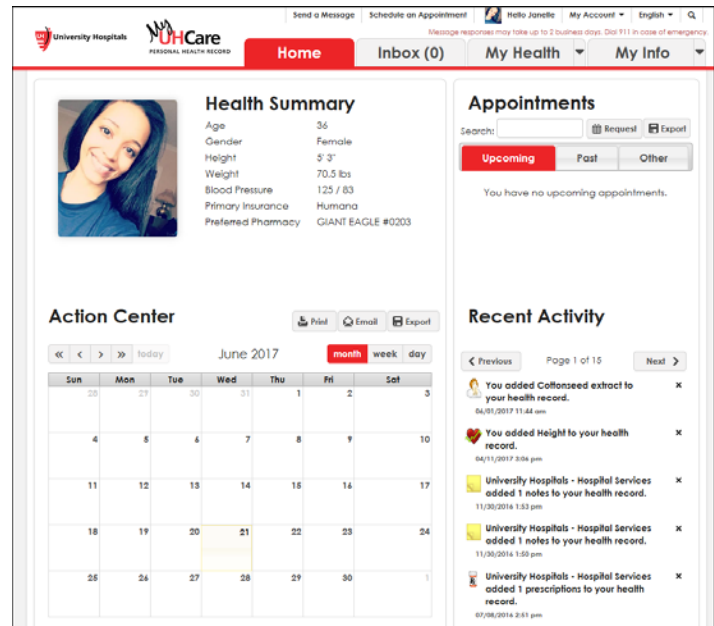 Send a Message Schedule an Appointment Hello Janelle My Account English
Message responses may take up to 2 business days. Dial 911 in case of emergency.
University Hospitals
My UHCare
PERSONAL HEALTH RECORD
Home Inbox (0) My Health My Info
Health Summary
Age 36
Gender Female
Height 5' 3"
Weight 70.5 lbs
Blood Pressure 125 / 83
Primary Insurance Humana
Preferred Pharmacy GIANT EAGLE #0203
Appointments
Search: Request Export
Upcoming Past Other
You have no upcoming appointments.
Action Center
Print Email Export
« < > » today June 2017 month week day
Sun Mon Tue Wed Thu Fri Sat
28 29 30 31 1 2 3
4 5 6 7 8 9 10
11 12 13 14 15 16 17
18 19 20 21 22 23 24
25 26 27 28 29 30 1
Recent Activity
Previous Page 1 of 15 Next
You added Cottonseed extract to
your health record.
06/01/2017 11:44 am
You added Height to your health
record.
04/11/2017 3:06 pm
University Hospitals - Hospital Services
added 1 notes to your health record.
11/30/2016 1:53 pm
University Hospitals - Hospital Services
added 1 notes to your health record.
11/30/2016 1:50 pm
University Hospitals - Hospital Services
added 1 prescriptions to your health
record.
07/08/2016 2:51 pm